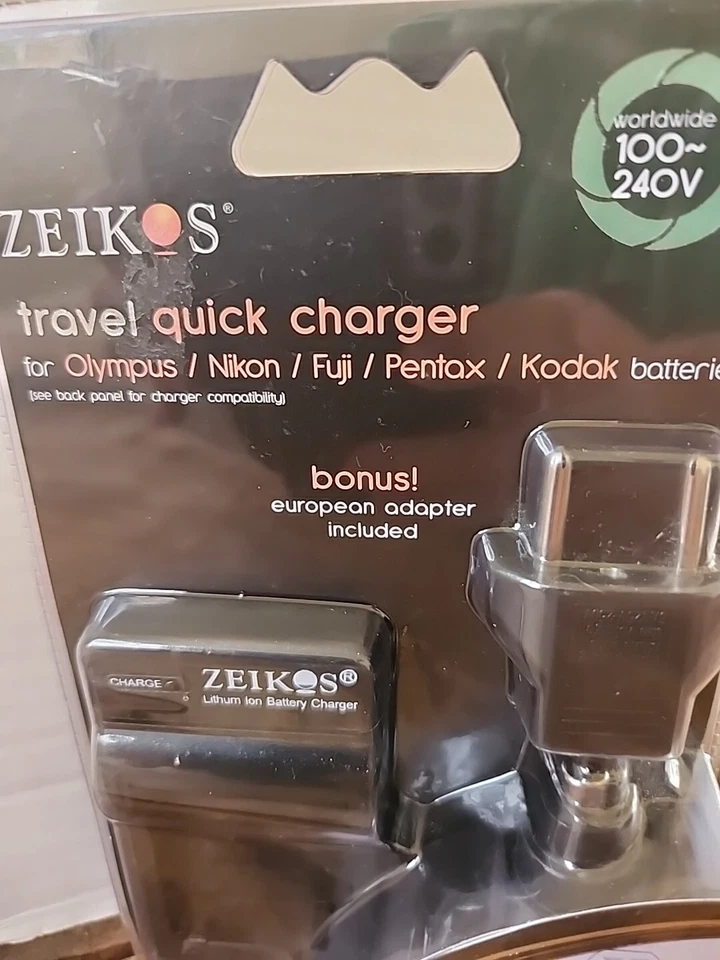 worldwide
100~
240V
ZEIKOS®
travel quick charger
for Olympus / Nikon / Fuji / Pentax / Kodak batterie
(see back panel for charger compatibility)
bonus!
european adapter
included
CHARGE
ZEIKOS®
Lithum Ion Battery Charger